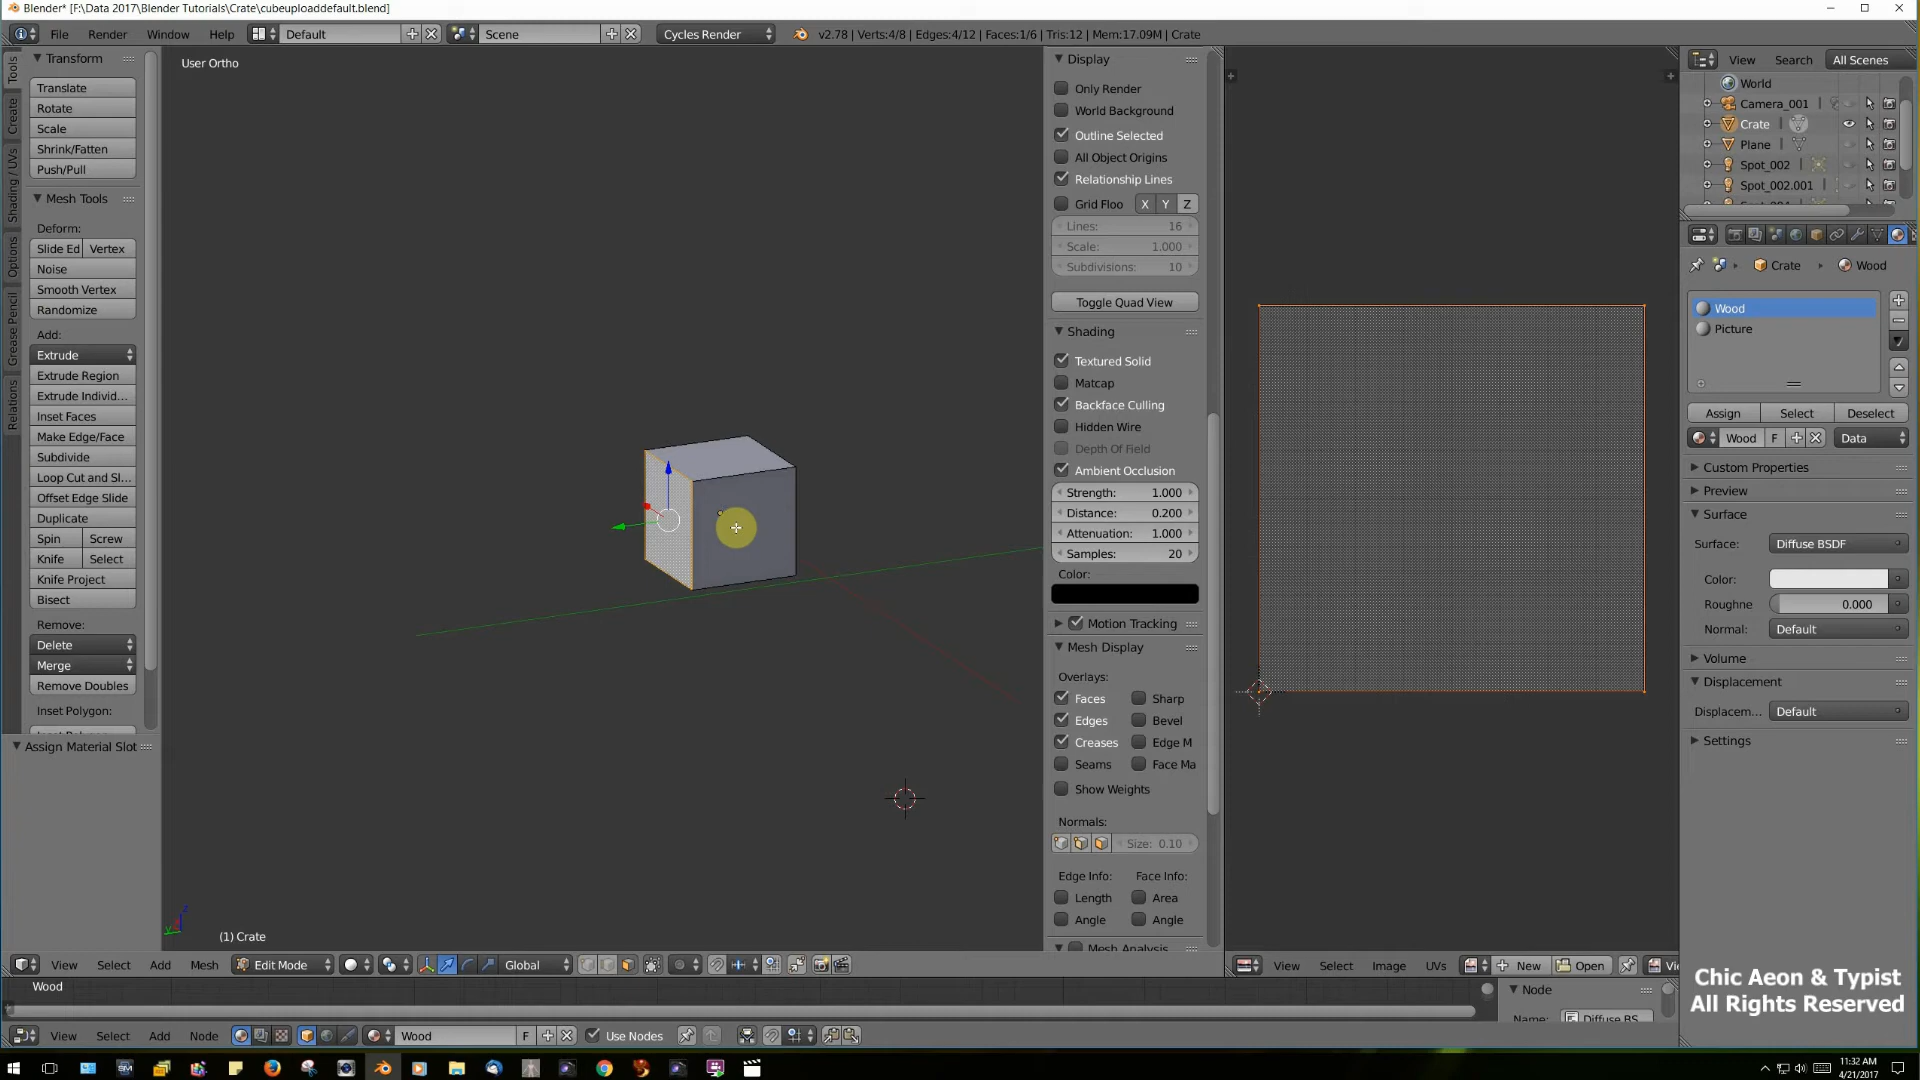 Blender* [F:\Data 2017\Blender Tutorials\Crate\cubeuploaddefault.blend]
File Render Window Help Default Scene Cycles Render v2.78 | Verts:4/8 | Edges:4/12 | Faces:1/6 | Tris:12 | Mem:17.09M | Crate
Tools
Create
Shading / UVs
Options
Grease Pencil
Relations
Transform
Translate
Rotate
Scale
Shrink/Fatten
Push/Pull
Mesh Tools
Deform:
Slide Ed Vertex
Noise
Smooth Vertex
Randomize
Add:
Extrude
Extrude Region
Extrude Individ...
Inset Faces
Make Edge/Face
Subdivide
Loop Cut and Sl...
Offset Edge Slide
Duplicate
Spin Screw
Knife Select
Knife Project
Bisect
Remove:
Delete
Merge
Remove Doubles
Inset Polygon:
Assign Material Slot
User Ortho
(1) Crate
Display
Only Render
World Background
Outline Selected
All Object Origins
Relationship Lines
Grid Floo X Y Z
Lines: 16
Scale: 1.000
Subdivisions: 10
Toggle Quad View
Shading
Textured Solid
Matcap
Backface Culling
Hidden Wire
Depth Of Field
Ambient Occlusion
Strength: 1.000
Distance: 0.200
Attenuation: 1.000
Samples: 20
Color:
Motion Tracking
Mesh Display
Overlays:
Faces Sharp
Edges Bevel
Creases Edge M
Seams Face Ma
Show Weights
Normals:
Size: 0.10
Edge Info: Face Info:
Length Area
Angle Angle
Mesh Analysis
View Search All Scenes
World
Camera_001
Crate
Plane
Spot_002
Spot_002.001
Crate Wood
Wood
Picture
Assign Select Deselect
Wood F Data
Custom Properties
Preview
Surface
Surface: Diffuse BSDF
Color:
Roughne 0.000
Normal: Default
Volume
Displacement
Displacem... Default
Settings
View Select Add Mesh Edit Mode Global
View Select Image UVs New Open Vi
Wood
Node
Name: Diffuse BS
View Select Add Node Wood F Use Nodes
Chic Aeon & Typist
All Rights Reserved
11:32 AM
4/21/2017